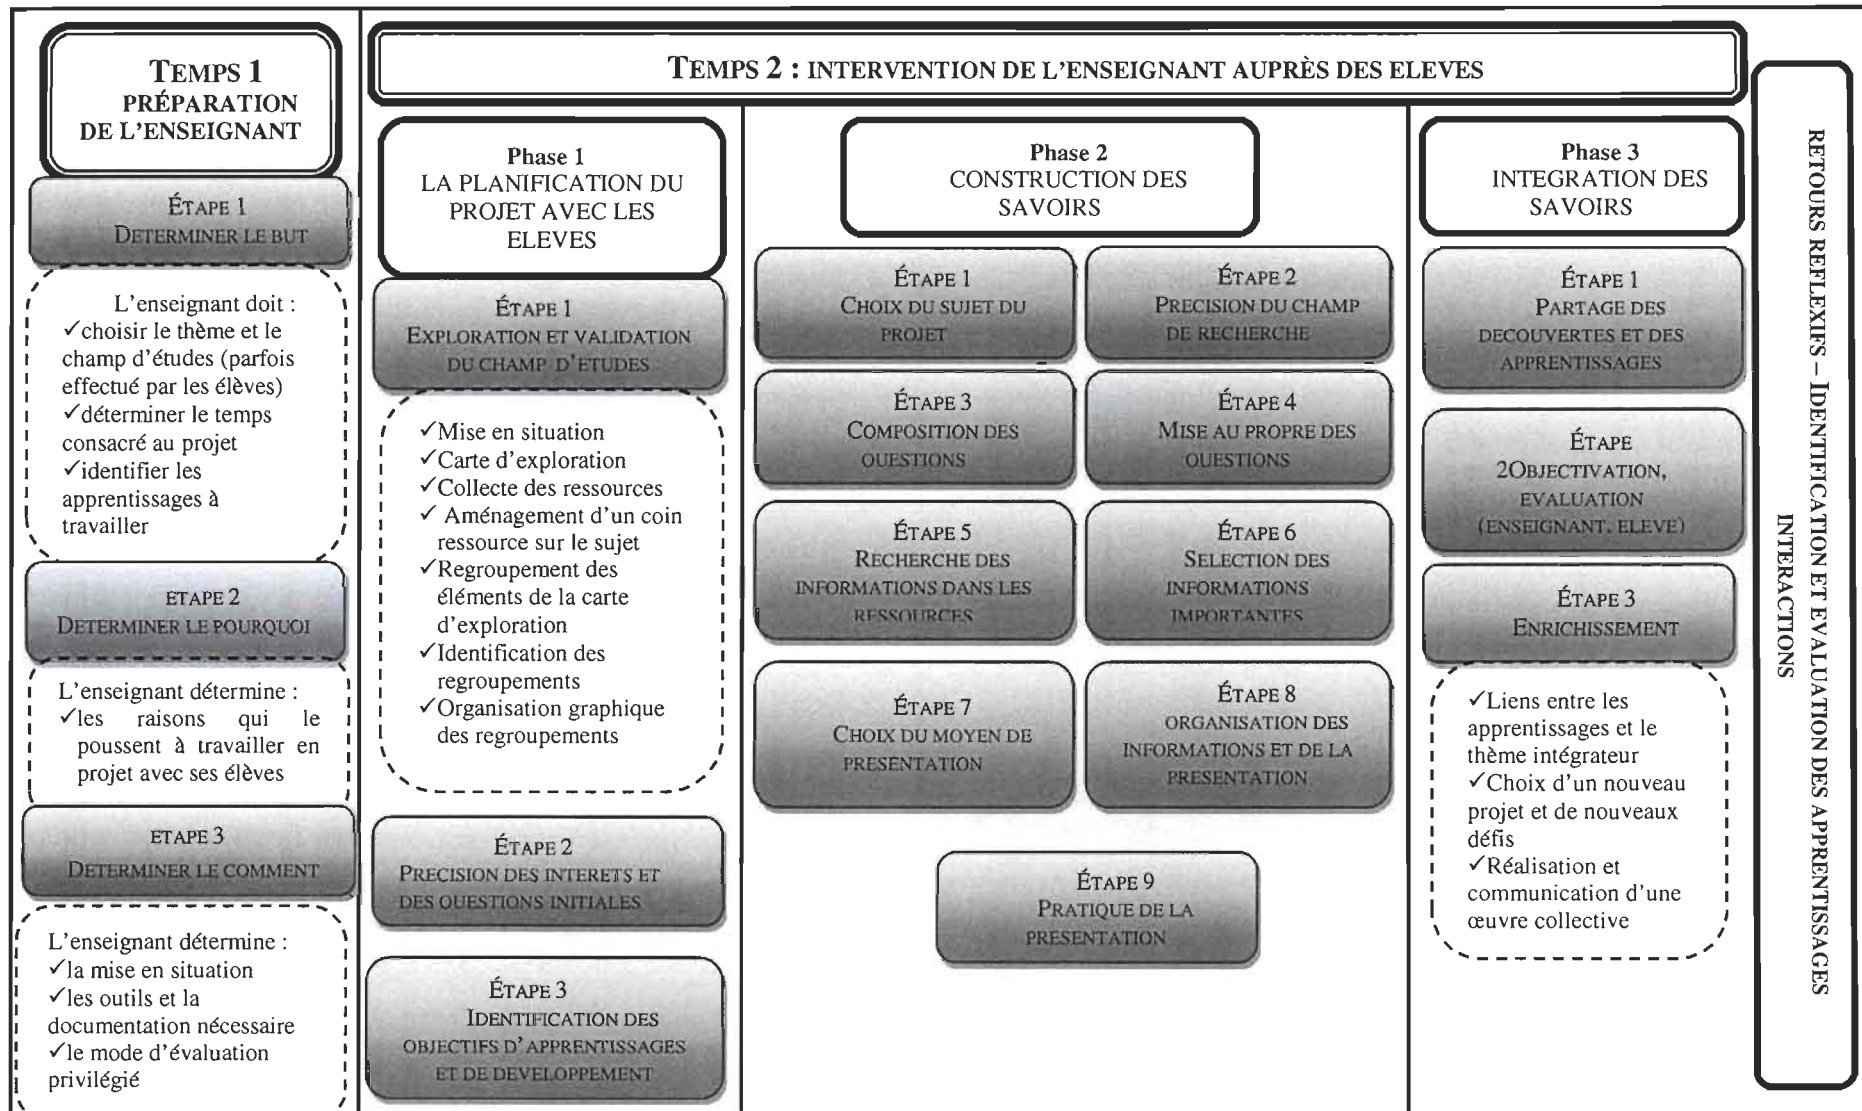 TEMPS 1
PRÉPARATION
DE L'ENSEIGNANT
ÉTAPE 1
DETERMINER LE BUT
L'enseignant doit :
✓choisir le thème et le
champ d'études (parfois
effectué par les élèves)
✓déterminer le temps
consacré au projet
✓identifier les
apprentissages à
travailler
ETAPE 2
DETERMINER LE POURQUOI
L'enseignant détermine :
✓les raisons qui le
poussent à travailler en
projet avec ses élèves
ETAPE 3
DETERMINER LE COMMENT
L'enseignant détermine :
✓la mise en situation
✓les outils et la
documentation nécessaire
✓le mode d'évaluation
privilégié
TEMPS 2 : INTERVENTION DE L'ENSEIGNANT AUPRÈS DES ELEVES
Phase 1
LA PLANIFICATION DU
PROJET AVEC LES
ELEVES
ÉTAPE 1
EXPLORATION ET VALIDATION
DU CHAMP D'ETUDES
✓Mise en situation
✓Carte d'exploration
✓Collecte des ressources
✓ Aménagement d'un coin
ressource sur le sujet
✓Regroupement des
éléments de la carte
d'exploration
✓Identification des
regroupements
✓Organisation graphique
des regroupements
ÉTAPE 2
PRECISION DES INTERETS ET
DES QUESTIONS INITIALES
ÉTAPE 3
IDENTIFICATION DES
OBJECTIFS D'APPRENTISSAGES
ET DE DEVELOPPEMENT
Phase 2
CONSTRUCTION DES
SAVOIRS
ÉTAPE 1
CHOIX DU SUJET DU
PROJET
ÉTAPE 2
PRECISION DU CHAMP
DE RECHERCHE
ÉTAPE 3
COMPOSITION DES
QUESTIONS
ÉTAPE 4
MISE AU PROPRE DES
QUESTIONS
ÉTAPE 5
RECHERCHE DES
INFORMATIONS DANS LES
RESSOURCES
ÉTAPE 6
SELECTION DES
INFORMATIONS
IMPORTANTES
ÉTAPE 7
CHOIX DU MOYEN DE
PRESENTATION
ÉTAPE 8
ORGANISATION DES
INFORMATIONS ET DE LA
PRESENTATION
ÉTAPE 9
PRATIQUE DE LA
PRESENTATION
Phase 3
INTEGRATION DES
SAVOIRS
ÉTAPE 1
PARTAGE DES
DECOUVERTES ET DES
APPRENTISSAGES
ÉTAPE
2OBJECTIVATION,
EVALUATION
(ENSEIGNANT, ELEVE)
ÉTAPE 3
ENRICHISSEMENT
✓Liens entre les
apprentissages et le
thème intégrateur
✓Choix d'un nouveau
projet et de nouveaux
défis
✓Réalisation et
communication d'une
œuvre collective
RETOURS REFLEXIFS – IDENTIFICATION ET EVALUATION DES APPRENTISSAGES
INTERACTIONS